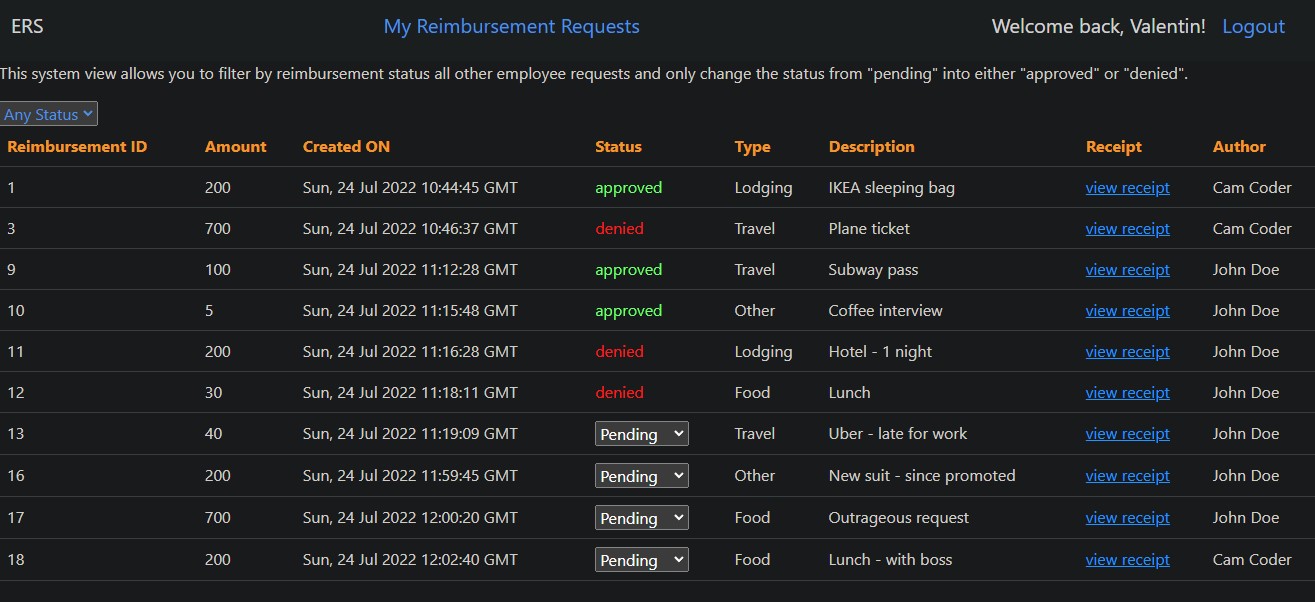 ERS My Reimbursement Requests Welcome back, Valentin! Logout
This system view allows you to filter by reimbursement status all other employee requests and only change the status from "pending" into either "approved" or "denied".
Any Status
Reimbursement ID Amount Created ON Status Type Description Receipt Author
1 200 Sun, 24 Jul 2022 10:44:45 GMT approved Lodging IKEA sleeping bag view receipt Cam Coder
3 700 Sun, 24 Jul 2022 10:46:37 GMT denied Travel Plane ticket view receipt Cam Coder
9 100 Sun, 24 Jul 2022 11:12:28 GMT approved Travel Subway pass view receipt John Doe
10 5 Sun, 24 Jul 2022 11:15:48 GMT approved Other Coffee interview view receipt John Doe
11 200 Sun, 24 Jul 2022 11:16:28 GMT denied Lodging Hotel - 1 night view receipt John Doe
12 30 Sun, 24 Jul 2022 11:18:11 GMT denied Food Lunch view receipt John Doe
13 40 Sun, 24 Jul 2022 11:19:09 GMT Pending Travel Uber - late for work view receipt John Doe
16 200 Sun, 24 Jul 2022 11:59:45 GMT Pending Other New suit - since promoted view receipt John Doe
17 700 Sun, 24 Jul 2022 12:00:20 GMT Pending Food Outrageous request view receipt John Doe
18 200 Sun, 24 Jul 2022 12:02:40 GMT Pending Food Lunch - with boss view receipt Cam Coder